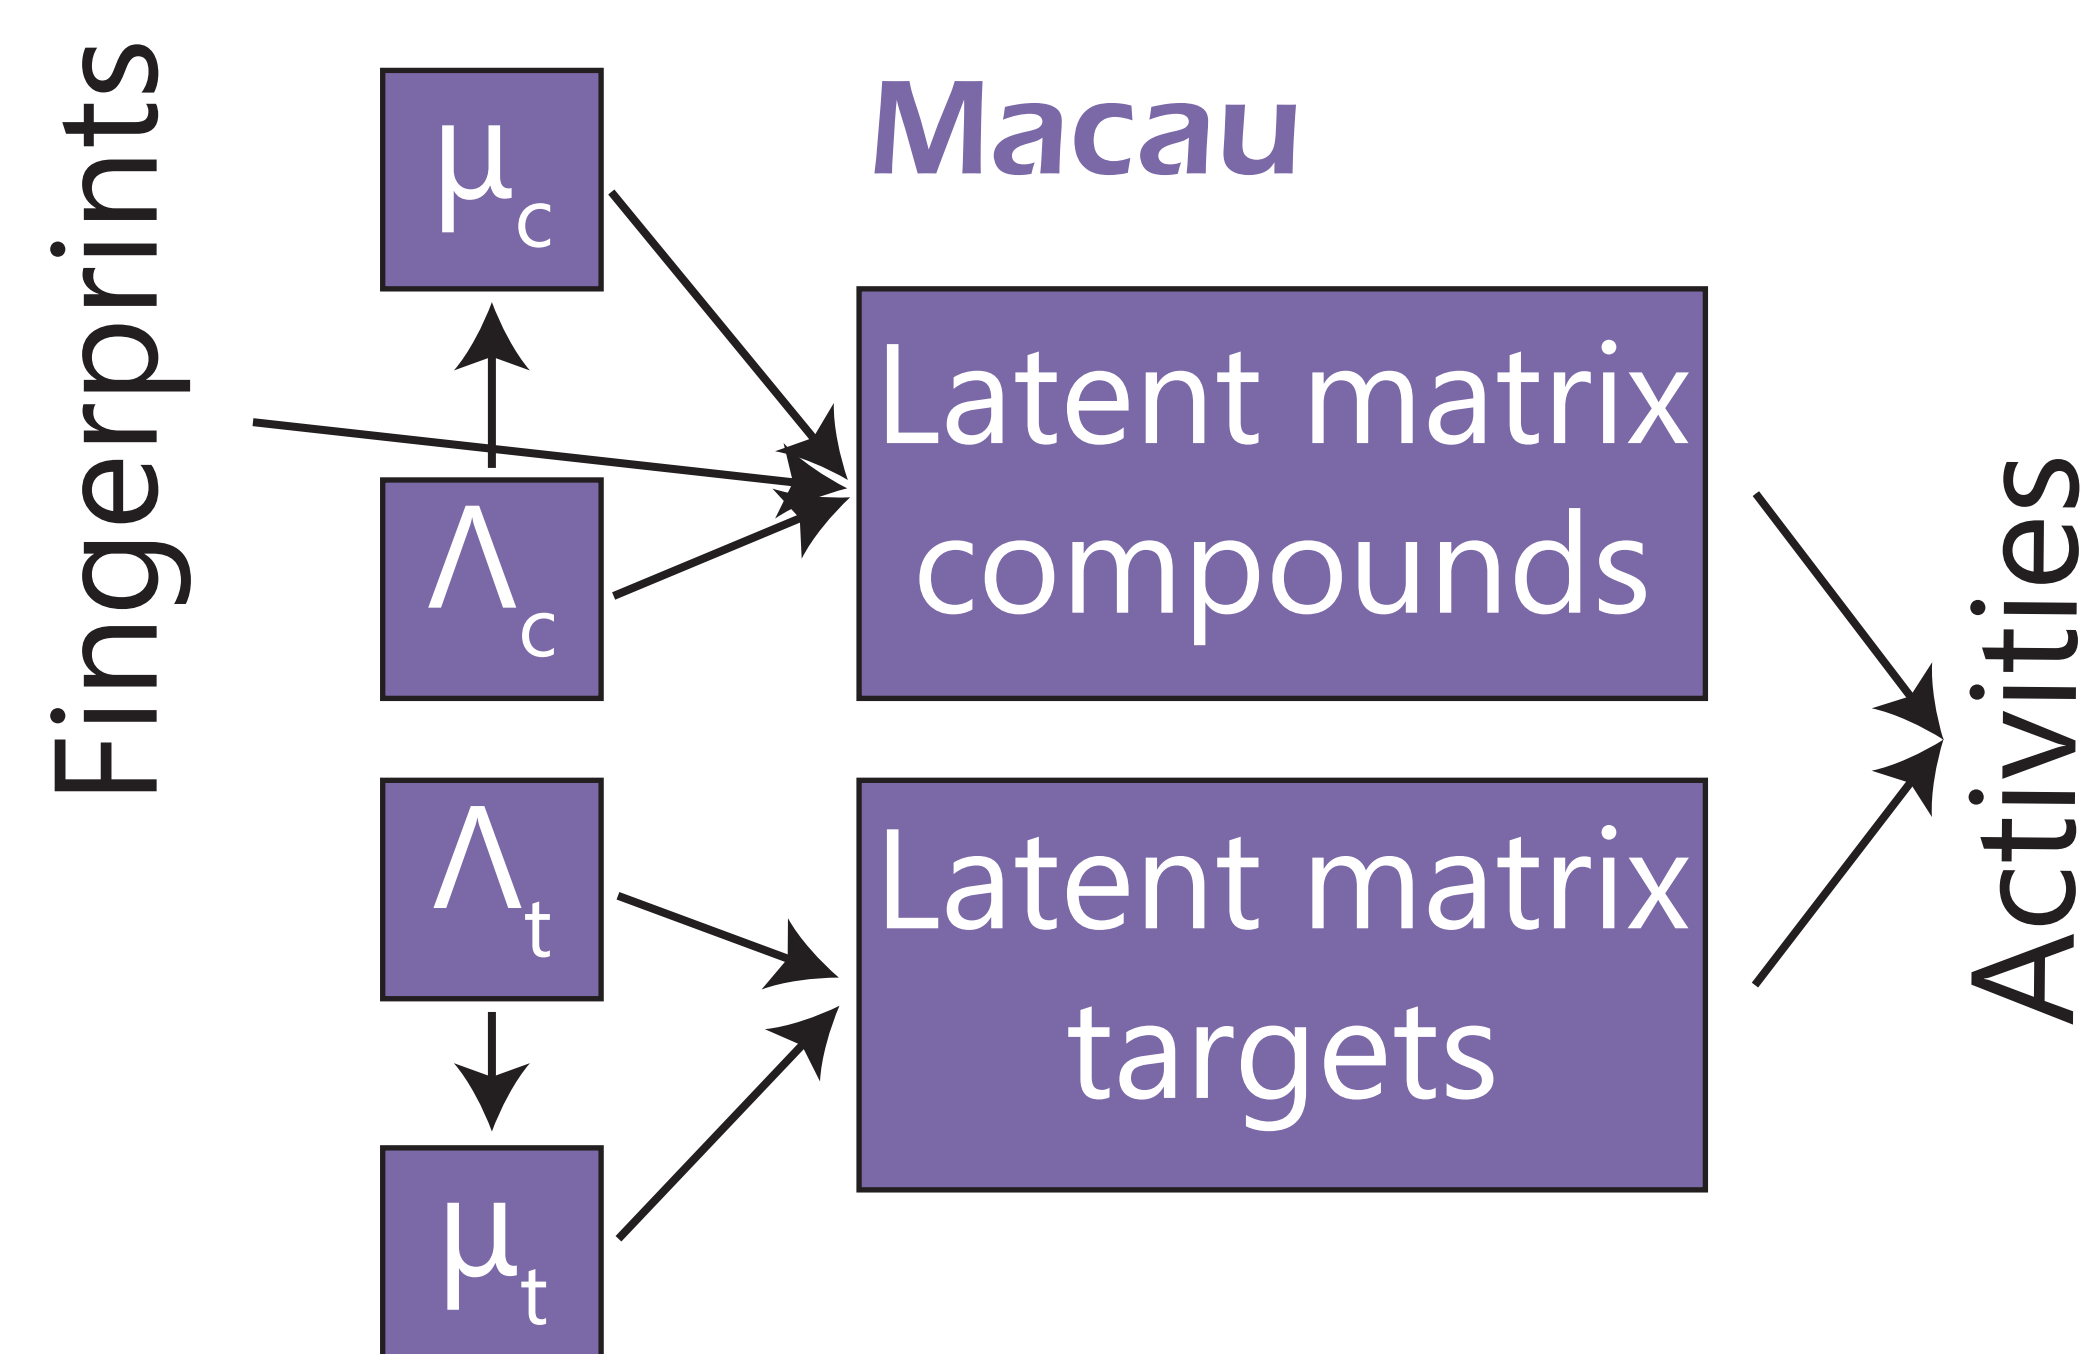 Fingerprints
Macau
μc
Λc
Λt
μt
Latent matrix
compounds
Latent matrix
targets
Activities